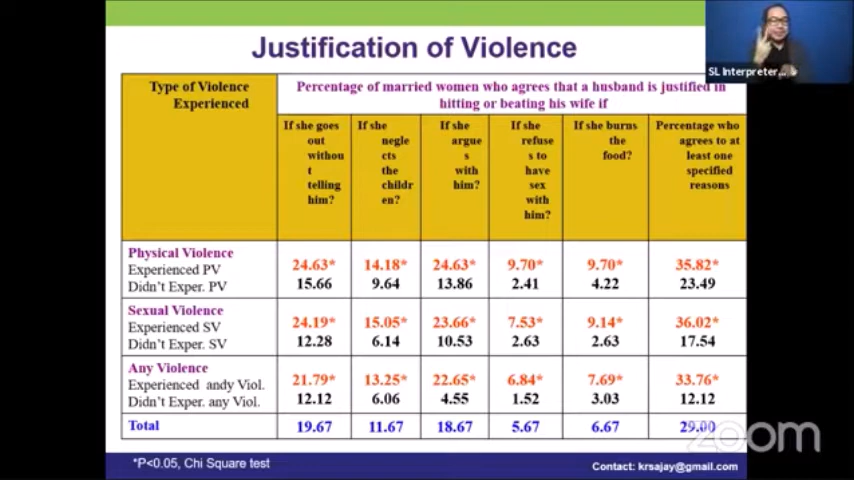 Justification of Violence
SL Interpreter...
Type of Violence
Experienced
Percentage of married women who agrees that a husband is justified in
hitting or beating his wife if
If she goes
out
withou
t
telling
him?
If she
negle
cts
the
childr
en?
If she
argue
s
with
him?
If she
refuse
s to
have
sex
with
him?
If she burns
the
food?
Percentage who
agrees to at
least one
specified
reasons
Physical Violence
Experienced PV
Didn't Exper. PV
24.63*
15.66
14.18*
9.64
24.63*
13.86
9.70*
2.41
9.70*
4.22
35.82*
23.49
Sexual Violence
Experienced SV
Didn't Exper. SV
24.19*
12.28
15.05*
6.14
23.66*
10.53
7.53*
2.63
9.14*
2.63
36.02*
17.54
Any Violence
Experienced andy Viol.
Didn't Exper. any Viol.
21.79*
12.12
13.25*
6.06
22.65*
4.55
6.84*
1.52
7.69*
3.03
33.76*
12.12
Total
19.67
11.67
18.67
5.67
6.67
29.00
zoom
*P<0.05, Chi Square test
Contact: krsajay@gmail.com